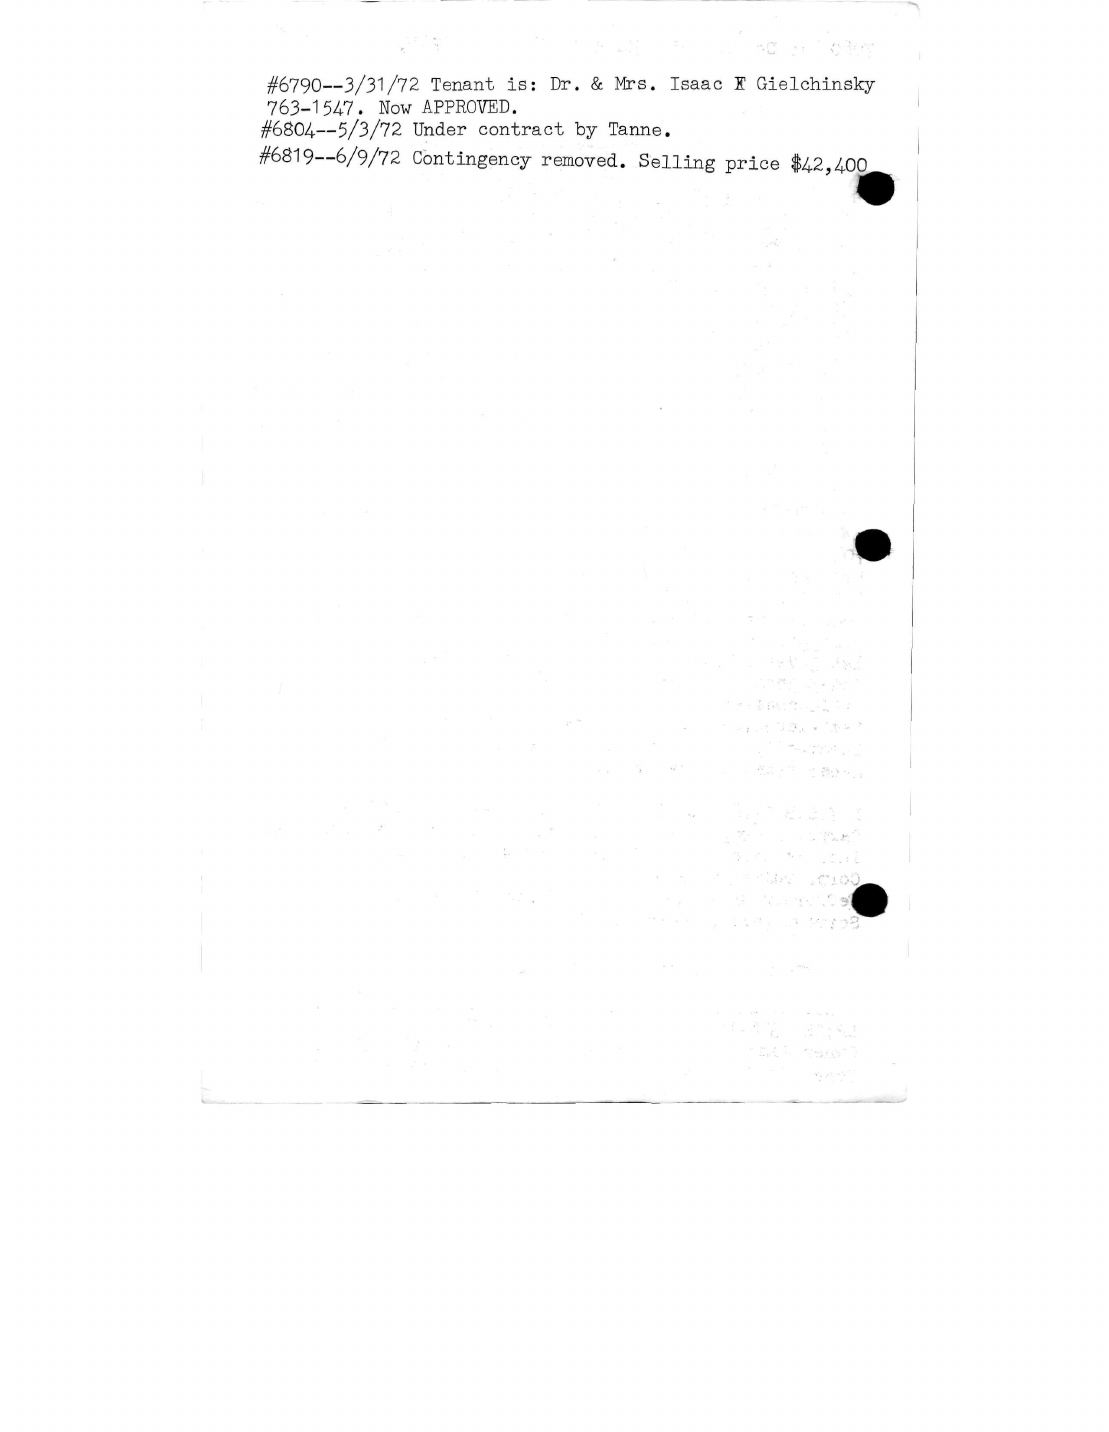 #6790--3/31/72 Tenant is: Dr. & Mrs. Isaac F Gielchinsky
763-1547. Now APPROVED.
#6804--5/3/72 Under contract by Tanne.
#6819--6/9/72 Contingency removed. Selling price $42,400